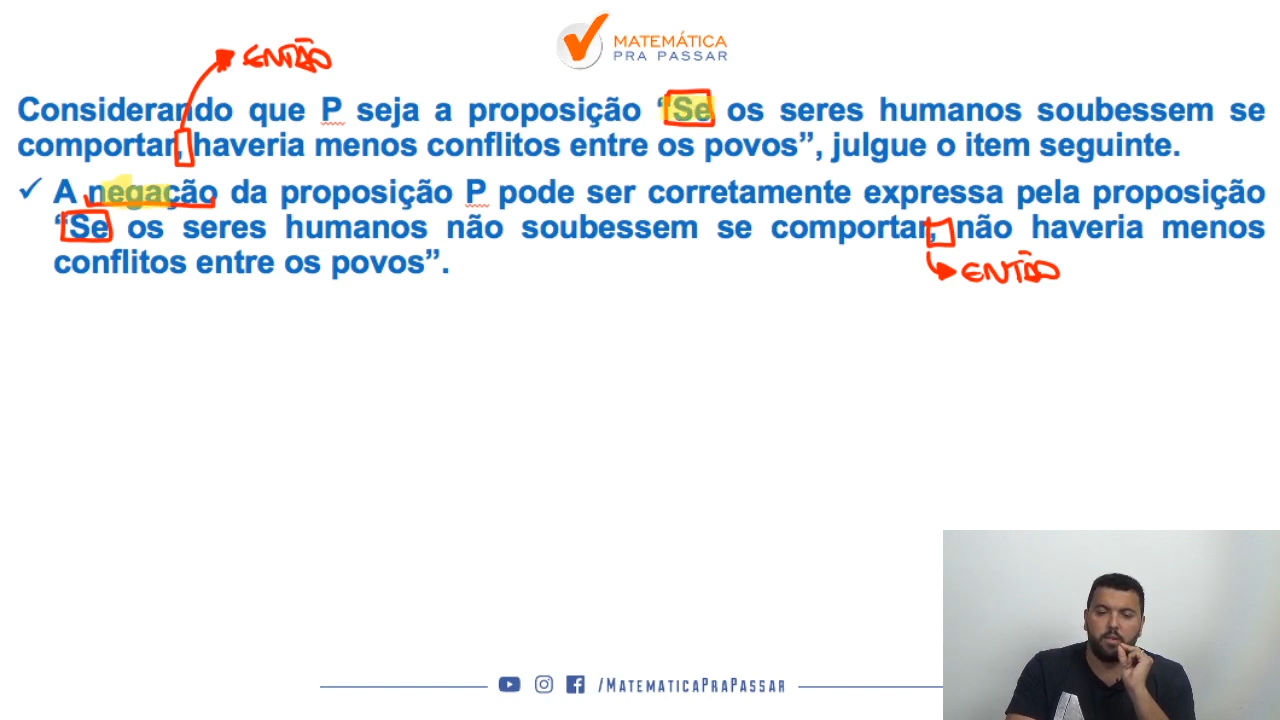 MATEMÁTICA
PRA PASSAR
ENTÃO
Considerando que P seja a proposição “Se os seres humanos soubessem se
comportar, haveria menos conflitos entre os povos”, julgue o item seguinte.
✓ A negação da proposição P pode ser corretamente expressa pela proposição
“Se os seres humanos não soubessem se comportar, não haveria menos
conflitos entre os povos”.
ENTÃO
/MATEMATICAPRAPASSAR